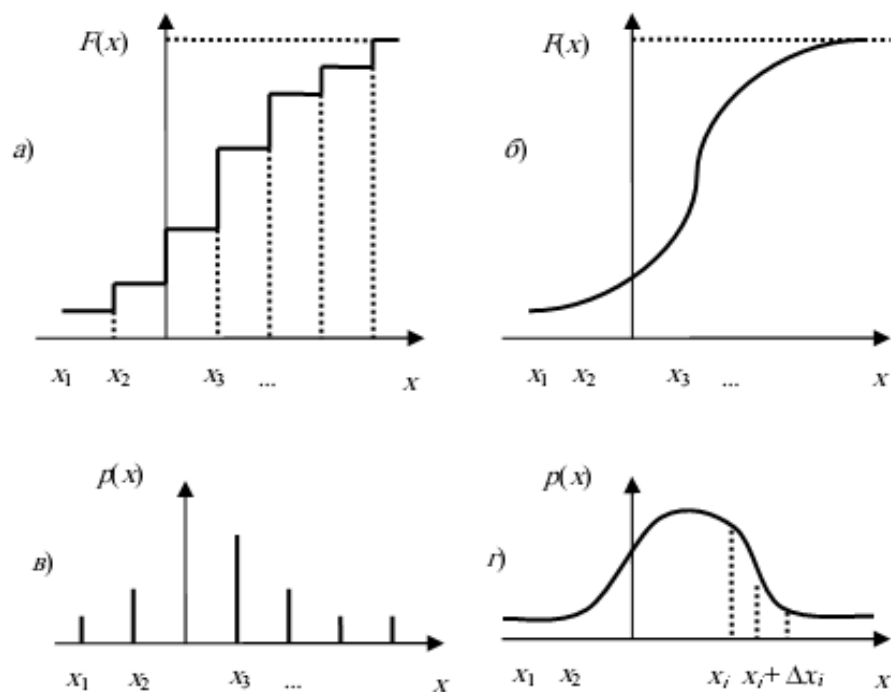 F(x)
а)
x₁ x₂ x₃ ... x
F(x)
б)
x₁ x₂ x₃ ... x
p(x)
в)
x₁ x₂ x₃ ... x
p(x)
г)
x₁ x₂ xᵢ xᵢ + Δxᵢ x